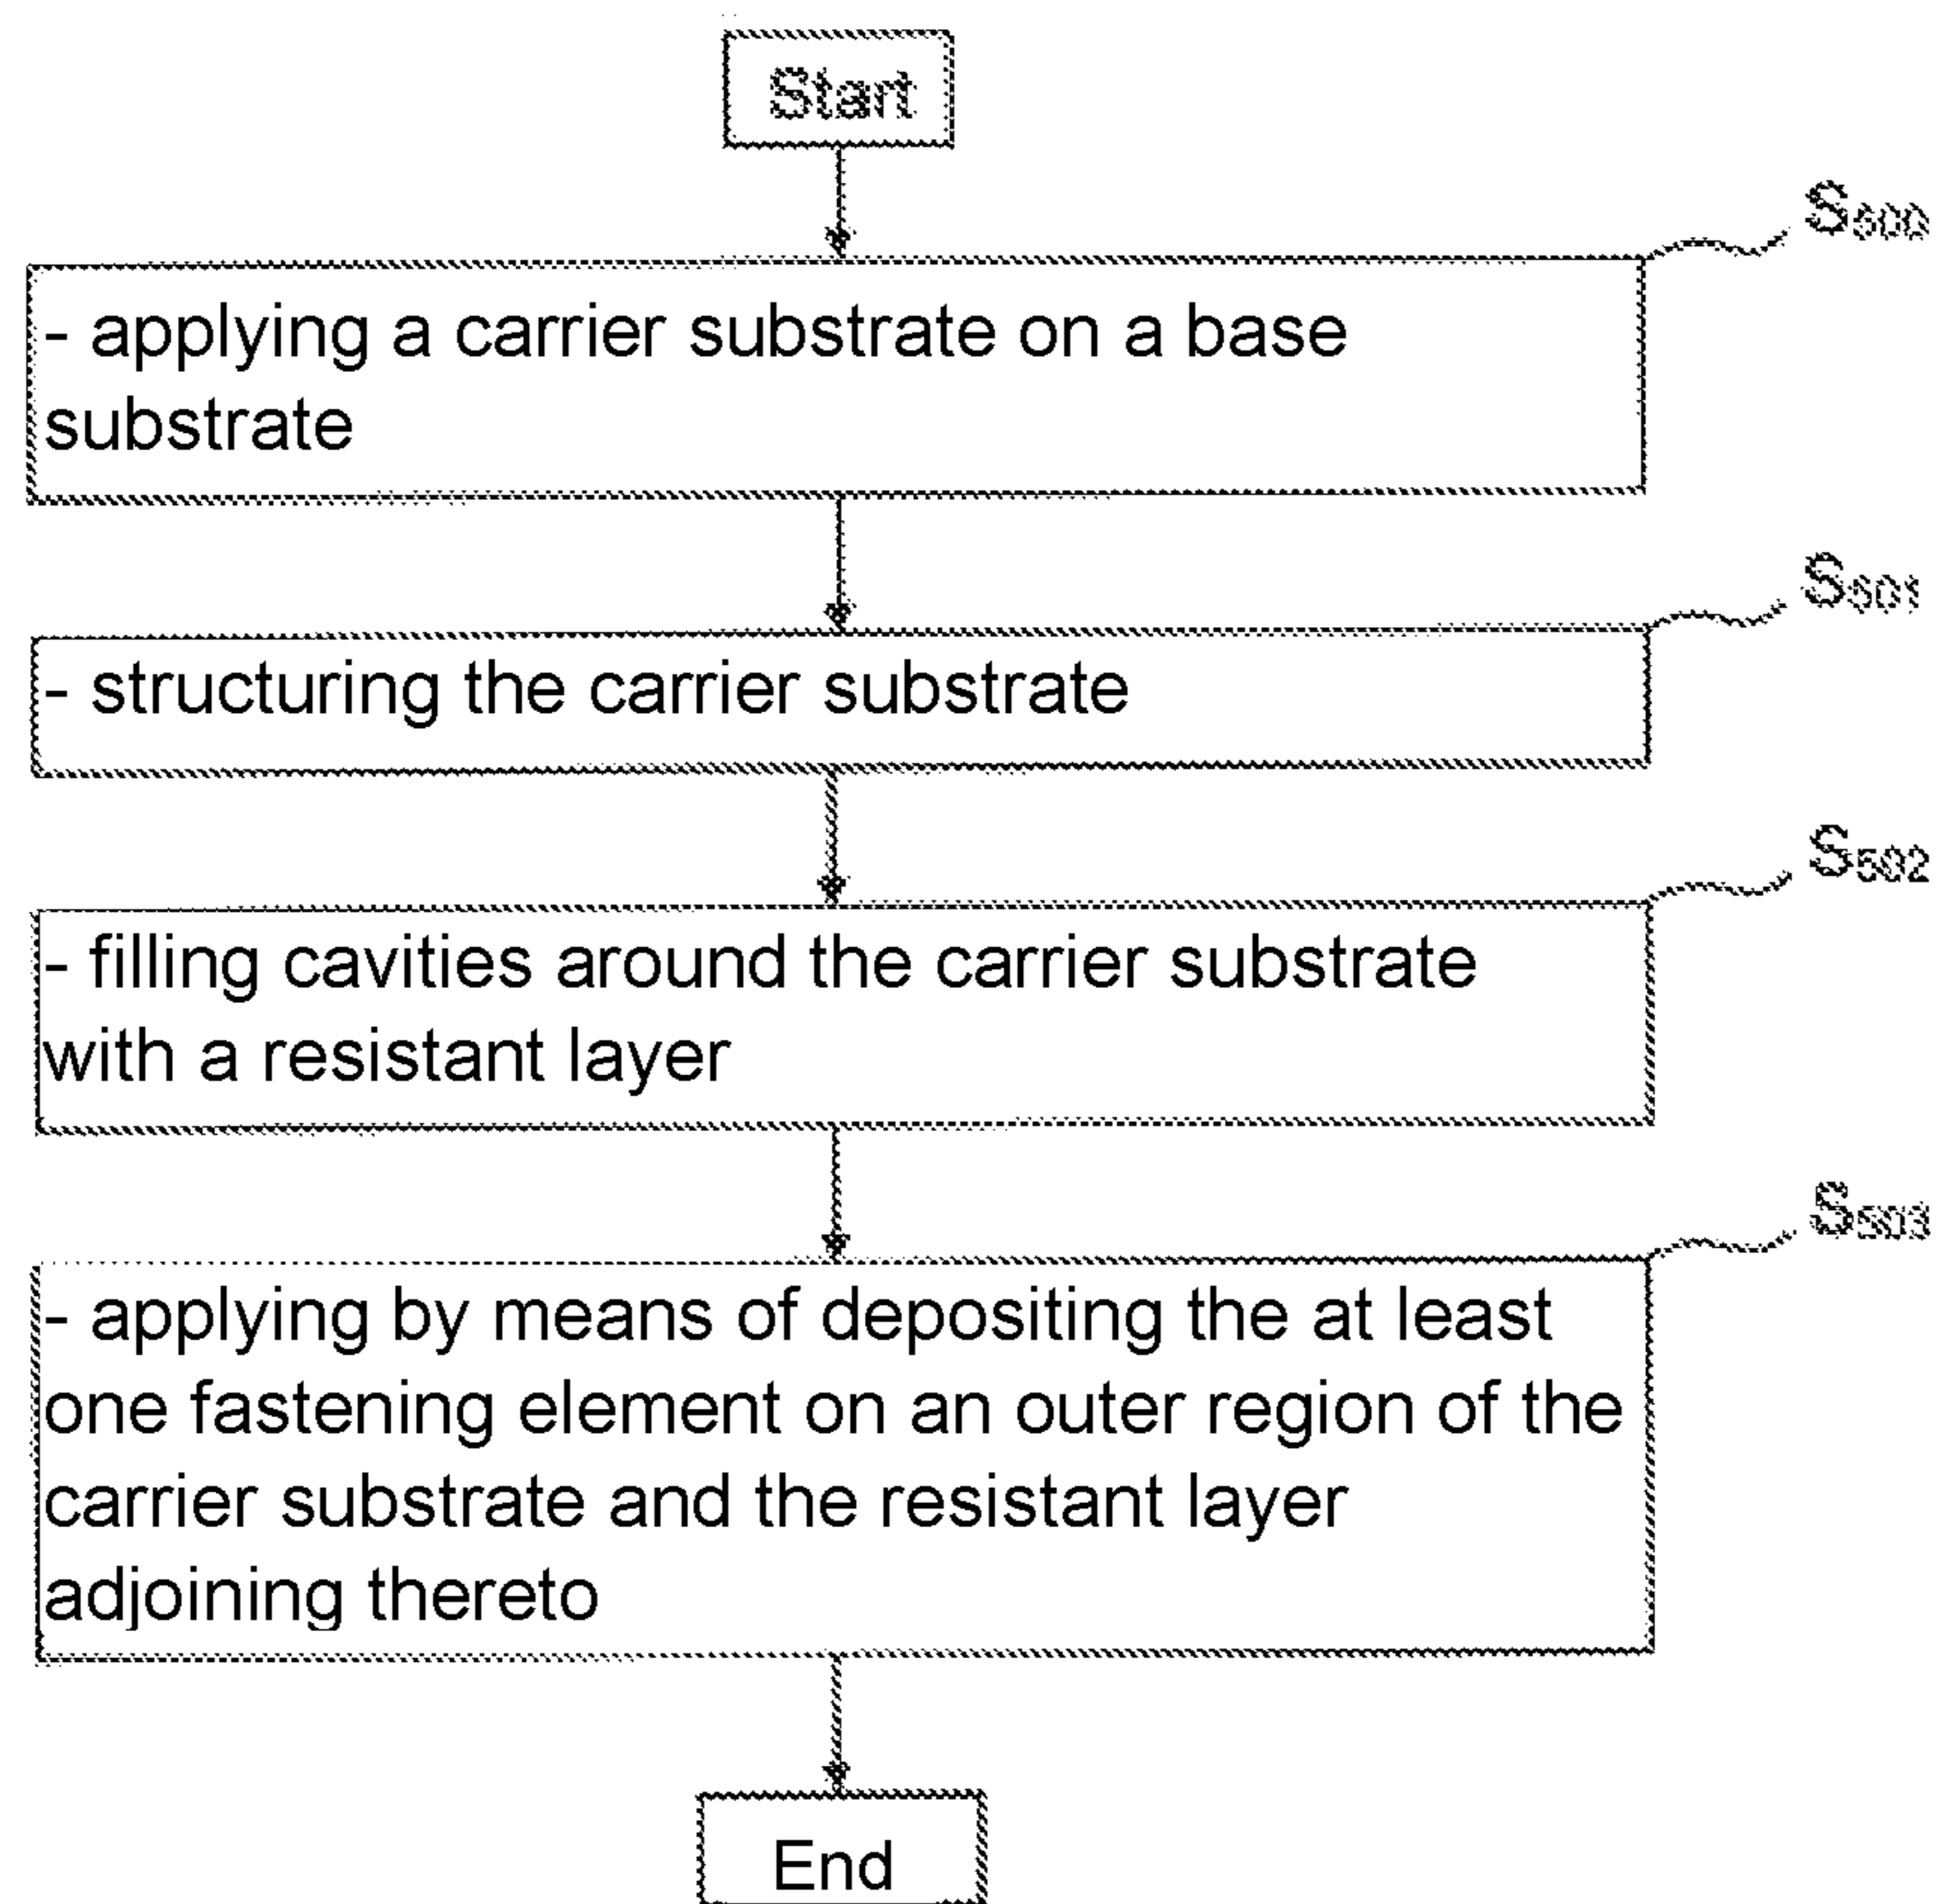 Start
S500
- applying a carrier substrate on a base
substrate
S501
- structuring the carrier substrate
S502
- filling cavities around the carrier substrate
with a resistant layer
S503
- applying by means of depositing the at least
one fastening element on an outer region of the
carrier substrate and the resistant layer
adjoining thereto
End